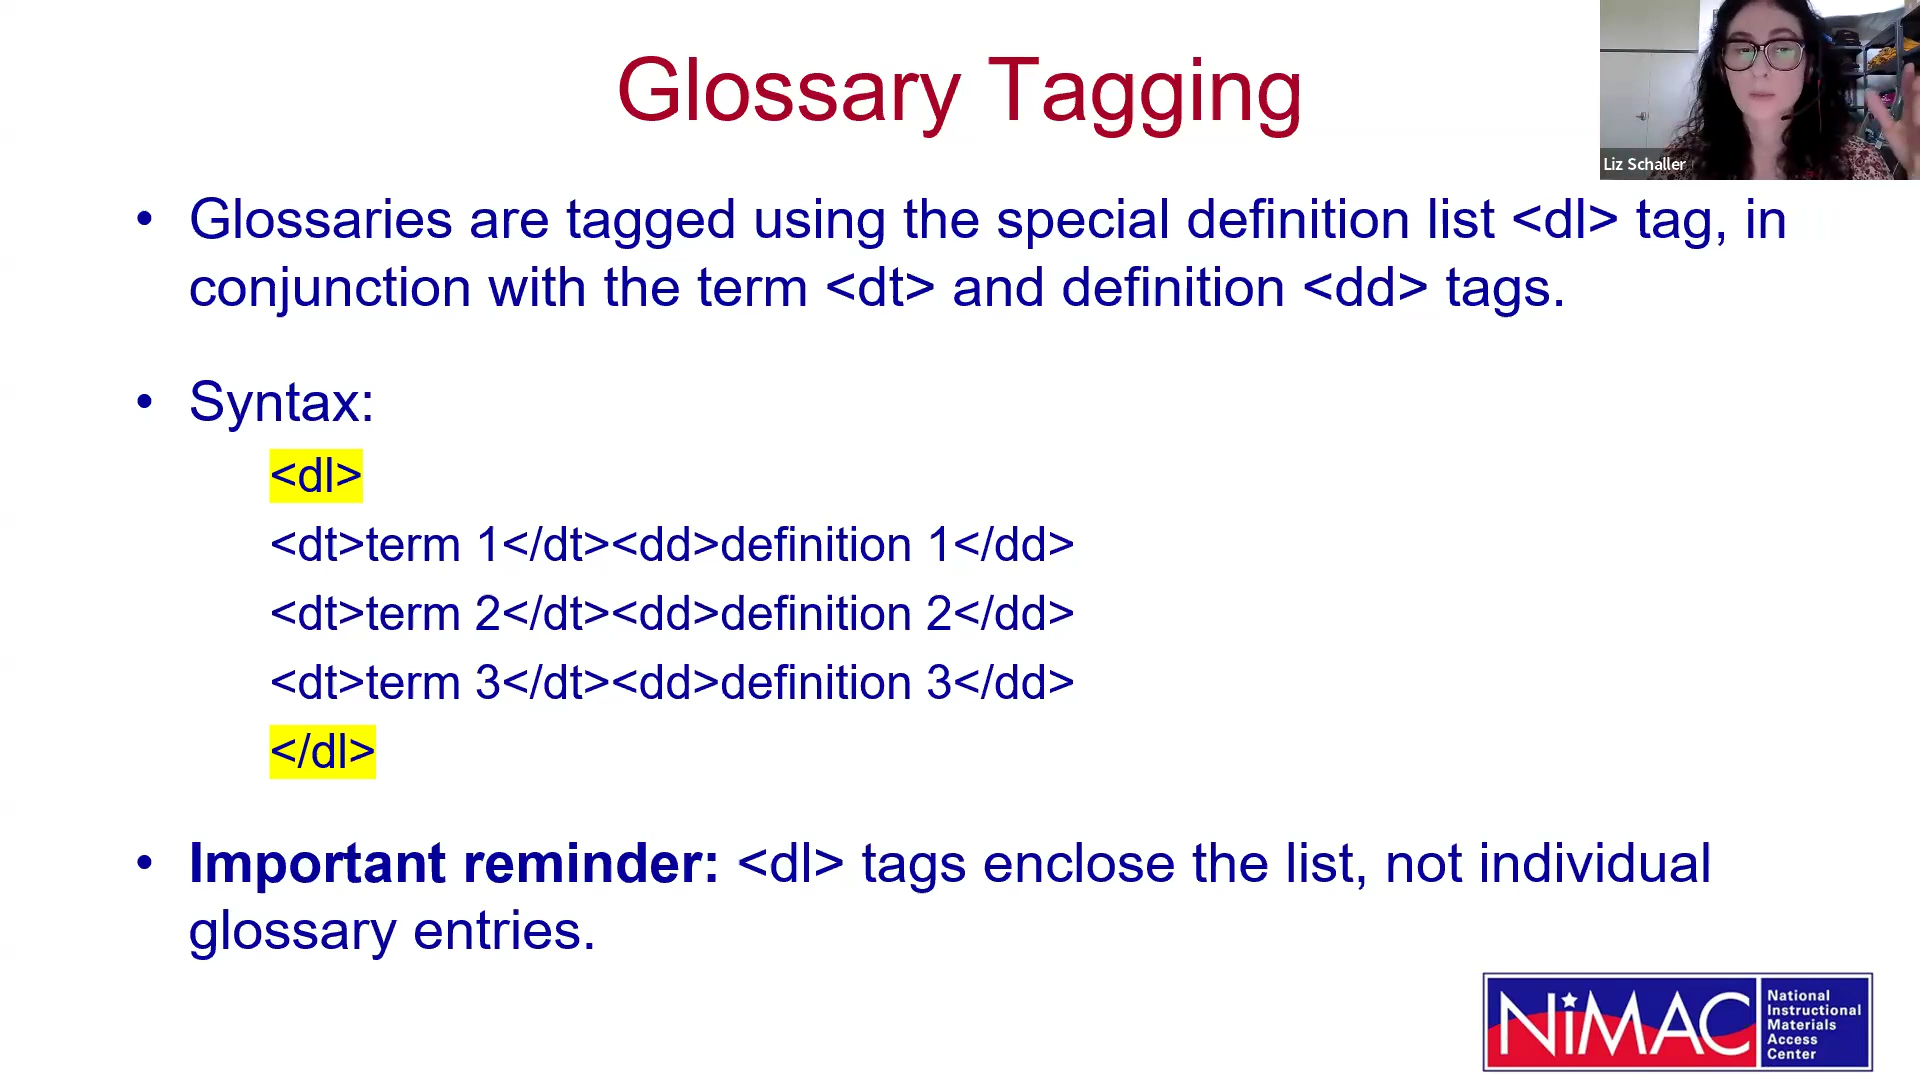 Glossary Tagging
Liz Schaller
• Glossaries are tagged using the special definition list <dl> tag, in
conjunction with the term <dt> and definition <dd> tags.
• Syntax:
<dl>
<dt>term 1</dt><dd>definition 1</dd>
<dt>term 2</dt><dd>definition 2</dd>
<dt>term 3</dt><dd>definition 3</dd>
</dl>
• Important reminder: <dl> tags enclose the list, not individual
glossary entries.
NiMAC
National
Instructional
Materials
Access
Center